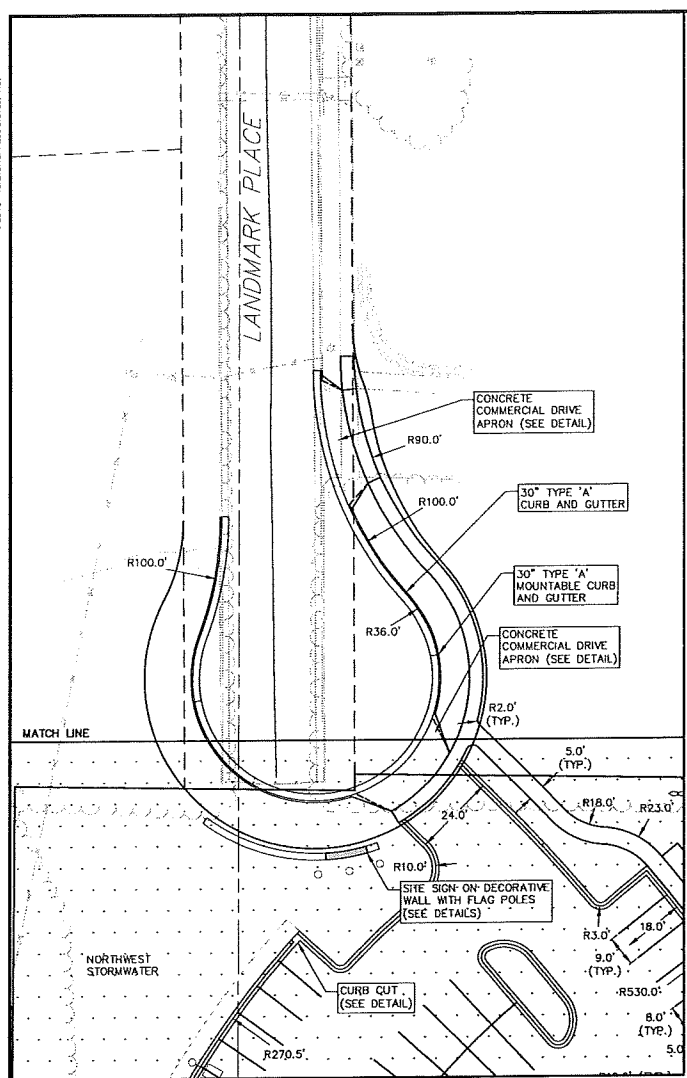 LANDMARK PLACE
CONCRETE
COMMERCIAL DRIVE
APRON (SEE DETAIL)
R90.0'
30" TYPE 'A'
CURB AND GUTTER
R100.0'
R100.0'
30" TYPE 'A'
MOUNTABLE CURB
AND GUTTER
R36.0'
CONCRETE
COMMERCIAL DRIVE
APRON (SEE DETAIL)
R2.0'
(TYP.)
MATCH LINE
5.0'
(TYP.)
24.0'
R18.0'
R23.0'
R10.0'
SITE SIGN ON DECORATIVE
WALL WITH FLAG POLES
(SEE DETAILS)
R3.0'
18.0'
9.0'
(TYP.)
NORTHWEST
STORMWATER
CURB CUT
(SEE DETAIL)
R530.0'
8.0'
(TYP.)
R270.5'
5.0